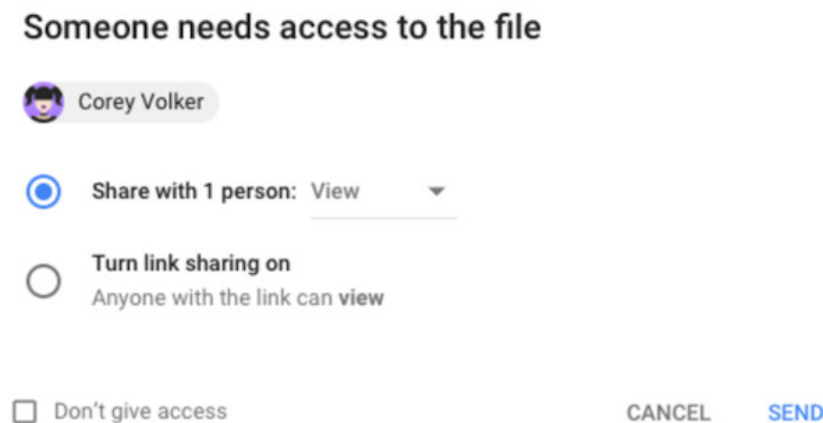 Someone needs access to the file
Corey Volker
Share with 1 person: View
Turn link sharing on
Anyone with the link can view
Don't give access CANCEL SEND